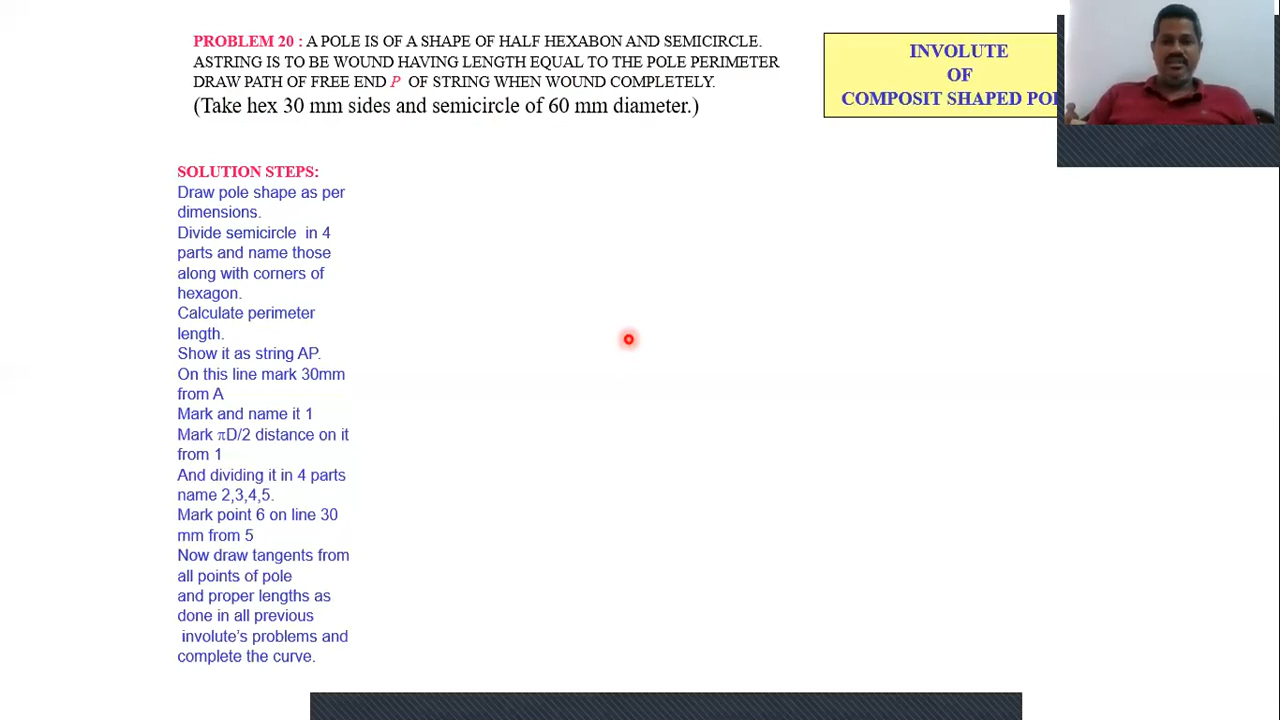 PROBLEM 20 : A POLE IS OF A SHAPE OF HALF HEXABON AND SEMICIRCLE.
ASTRING IS TO BE WOUND HAVING LENGTH EQUAL TO THE POLE PERIMETER
DRAW PATH OF FREE END P OF STRING WHEN WOUND COMPLETELY.
(Take hex 30 mm sides and semicircle of 60 mm diameter.)
INVOLUTE
OF
COMPOSIT SHAPED
SOLUTION STEPS:
Draw pole shape as per
dimensions.
Divide semicircle in 4
parts and name those
along with corners of
hexagon.
Calculate perimeter
length.
Show it as string AP.
On this line mark 30mm
from A
Mark and name it 1
Mark πD/2 distance on it
from 1
And dividing it in 4 parts
name 2,3,4,5.
Mark point 6 on line 30
mm from 5
Now draw tangents from
all points of pole
and proper lengths as
done in all previous
involute's problems and
complete the curve.